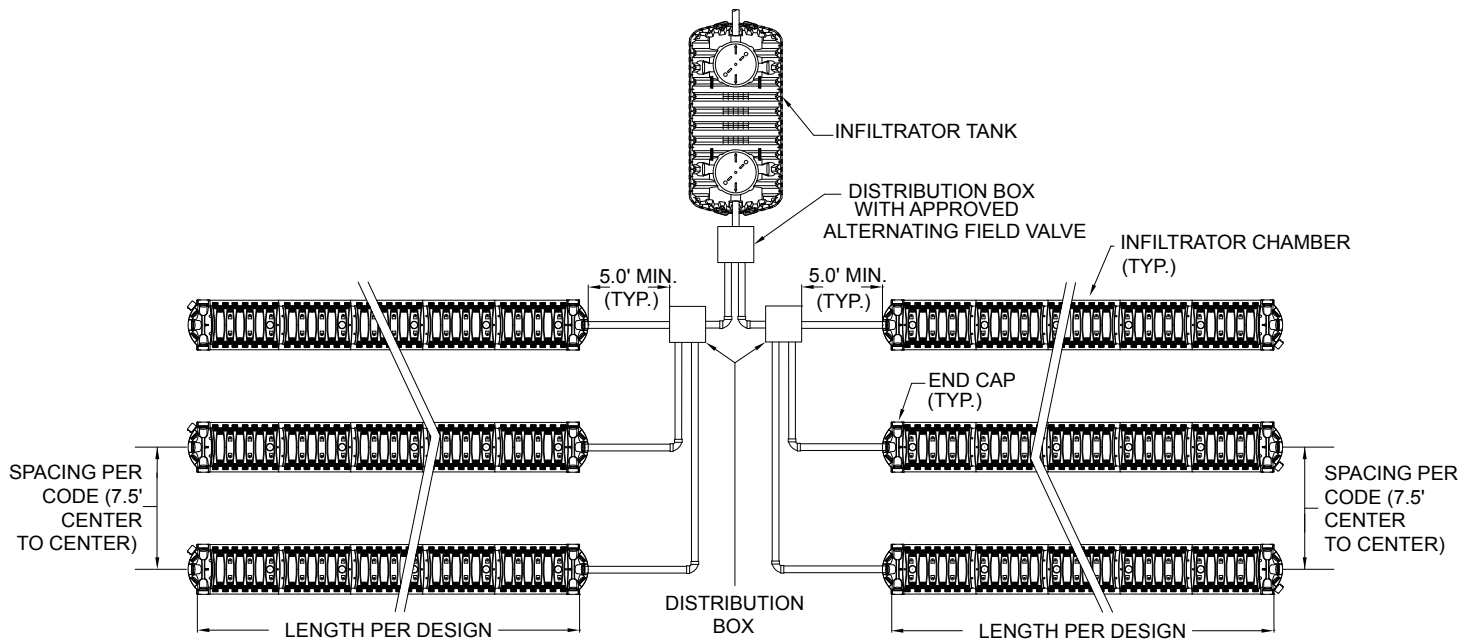 INFILTRATOR TANK
DISTRIBUTION BOX
WITH APPROVED
ALTERNATING FIELD VALVE
INFILTRATOR CHAMBER
(TYP.)
5.0' MIN.
(TYP.)
5.0' MIN.
(TYP.)
END CAP
(TYP.)
SPACING PER
CODE (7.5'
CENTER
TO CENTER)
SPACING PER
CODE (7.5'
CENTER
TO CENTER)
DISTRIBUTION
BOX
LENGTH PER DESIGN
LENGTH PER DESIGN